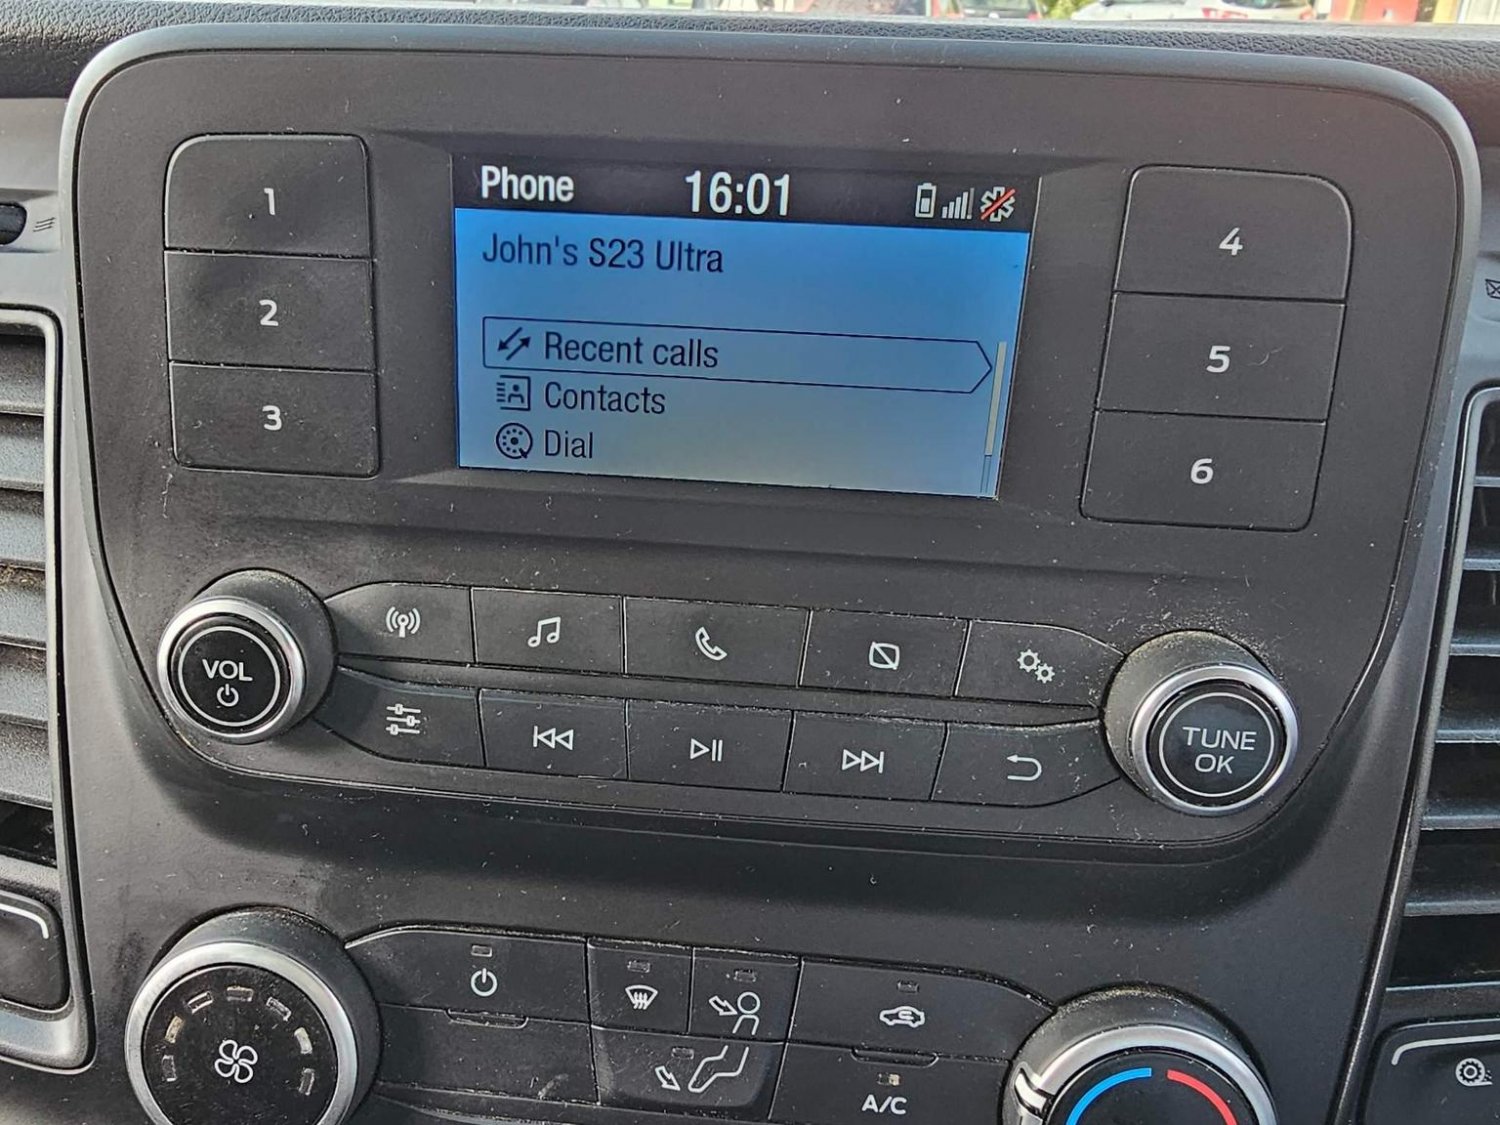 Phone 16:01
John's S23 Ultra
Recent calls
Contacts
Dial
1
2
3
4
5
6
VOL
TUNE
OK
A/C